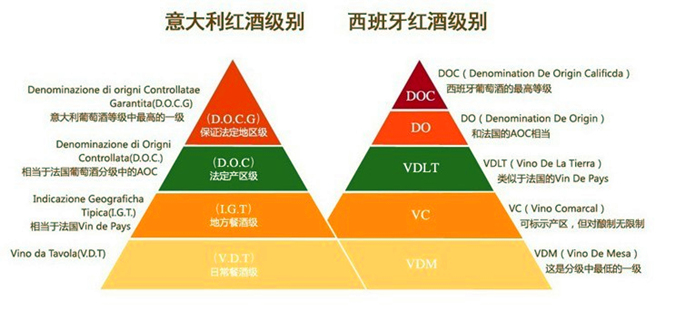 意大利红酒级别
西班牙红酒级别
Denominazione di origni Controllatae
Garantita(D.O.C.G)
意大利葡萄酒等级中最高的一级
Denominazione di Origni
Controllata(D.O.C.)
相当于法国葡萄酒分级中的AOC
Indicazione Geograficha
Tipica(I.G.T.)
相当于法国Vin de Pays
Vino da Tavola(V.D.T)
(D.O.C.G)
保证法定地区级
(D.O.C)
法定产区级
(I.G.T)
地方餐酒级
(V.D.T)
日常餐酒级
DOC
DO
VDLT
VC
VDM
DOC（Denomination De Origin Calificda）
西班牙葡萄酒的最高等级
DO（Denomination De Origin）
和法国的AOC相当
VDLT（Vino De La Tierra）
类似于法国的Vin De Pays
VC（Vino Comarcal）
可标示产区，但对酿制无限制
VDM（Vino De Mesa）
这是分级中最低的一级